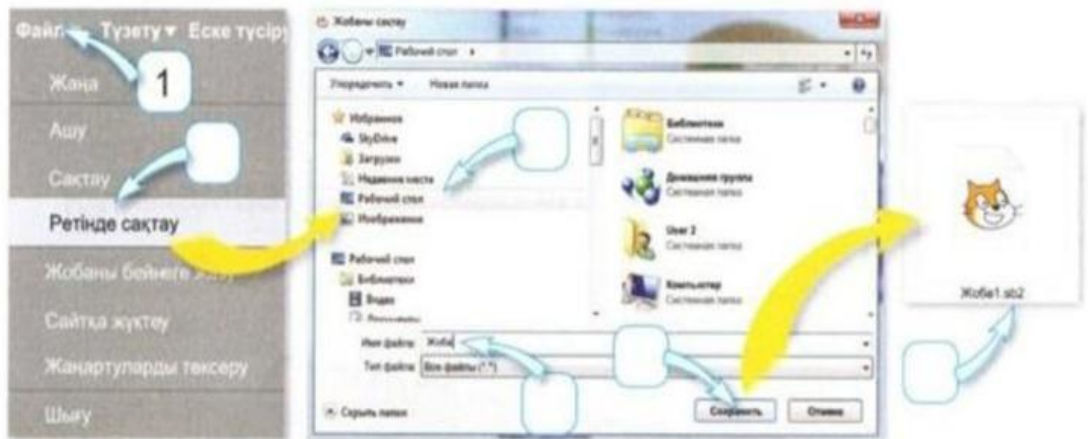 Файл Түзету▼ Еске түсіру
1
Жаңа
Ашу
Сақтау
Ретінде сақтау
Жобаны бейнеге
Сайтқа жүктеу
Жаңартуларды тексеру
Шығу
Жобаны сақтау
Рабочий стол
Упорядочить ▼ Новая папка
Избранное
SkyDrive
Загрузки
Недавние места
Рабочий стол
Изображения
Рабочий стол
Библиотеки
Видео
Документы
Библиотеки
Системная папка
Домашняя группа
Системная папка
User 2
Системная папка
Компьютер
Системная папка
Имя файла: Жоба
Тип файла: Все файлы (*.*)
Скрыть папки
Сохранить Отмена
Жоба1.sb2